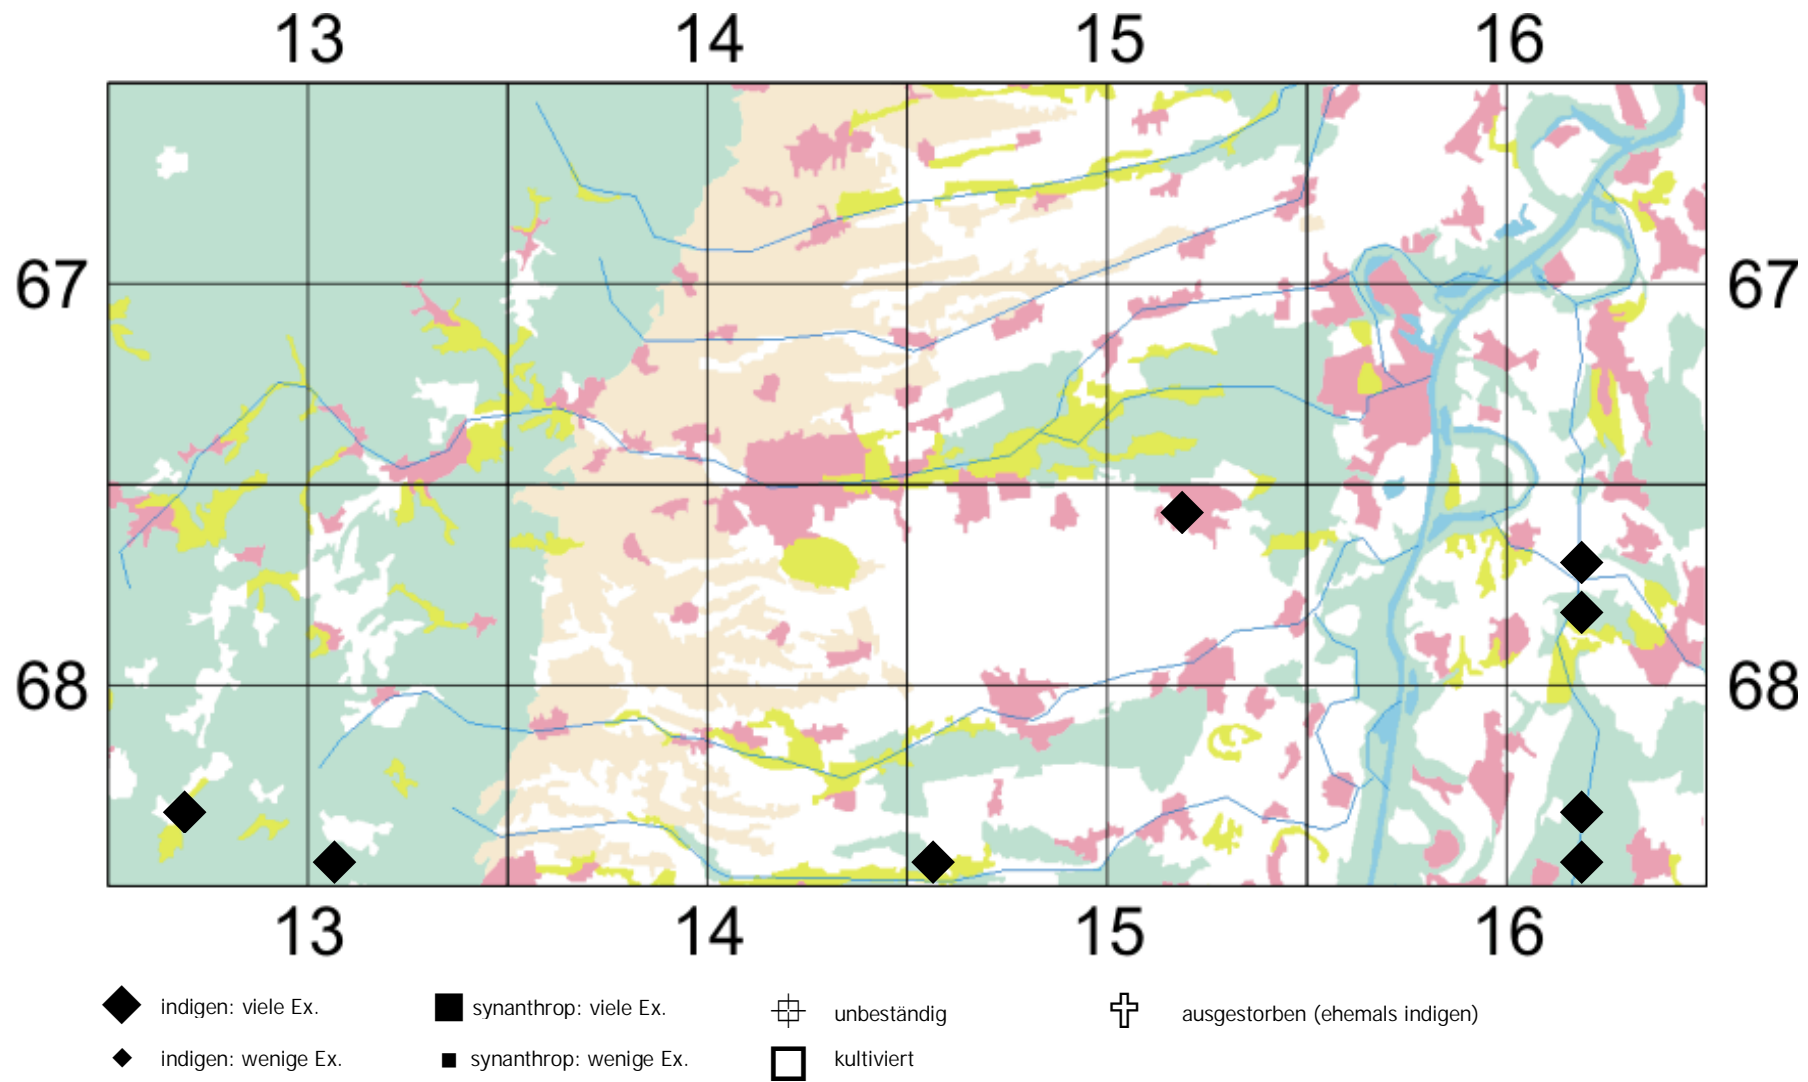 13 14 15 16
67 67
68 68
13 14 15 16
indigen: viele Ex. synanthrop: viele Ex. unbeständig ausgestorben (ehemals indigen)
indigen: wenige Ex. synanthrop: wenige Ex. kultiviert